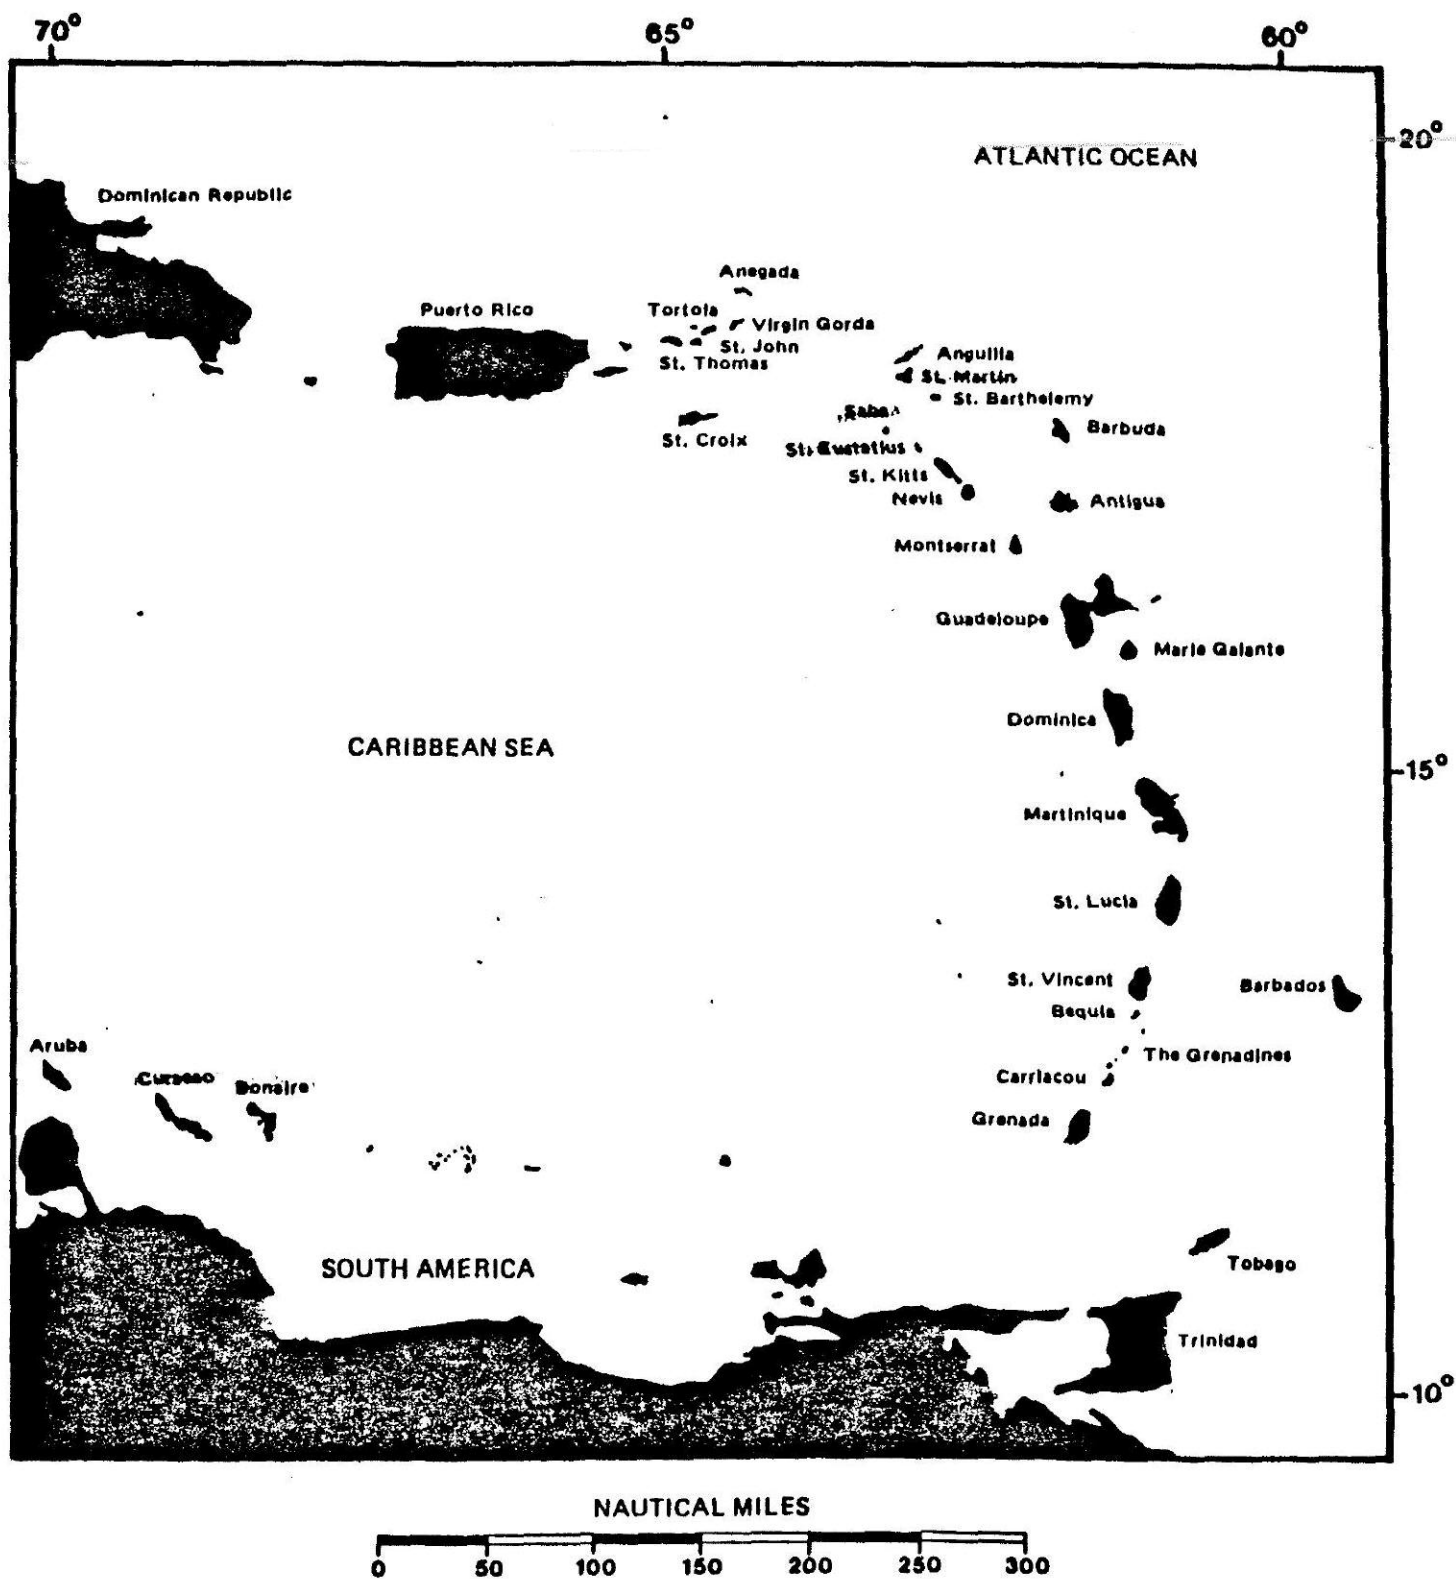 70° 65° 60°
20°
ATLANTIC OCEAN
Dominican Republic
Anegada
Puerto Rico
Tortola
Virgin Gorda
St. John
St. Thomas
Anguilla
St. Martin
St. Barthelemy
Saba
St. Croix
Barbuda
St. Eustatius
St. Kitts
Nevis
Antigua
Montserrat
Guadeloupe
Marie Galante
Dominica
CARIBBEAN SEA
15°
Martinique
St. Lucia
St. Vincent
Barbados
Bequia
Aruba
The Grenadines
Curacao
Bonaire
Carriacou
Grenada
SOUTH AMERICA
Tobago
Trinidad
10°
NAUTICAL MILES
0 50 100 150 200 250 300